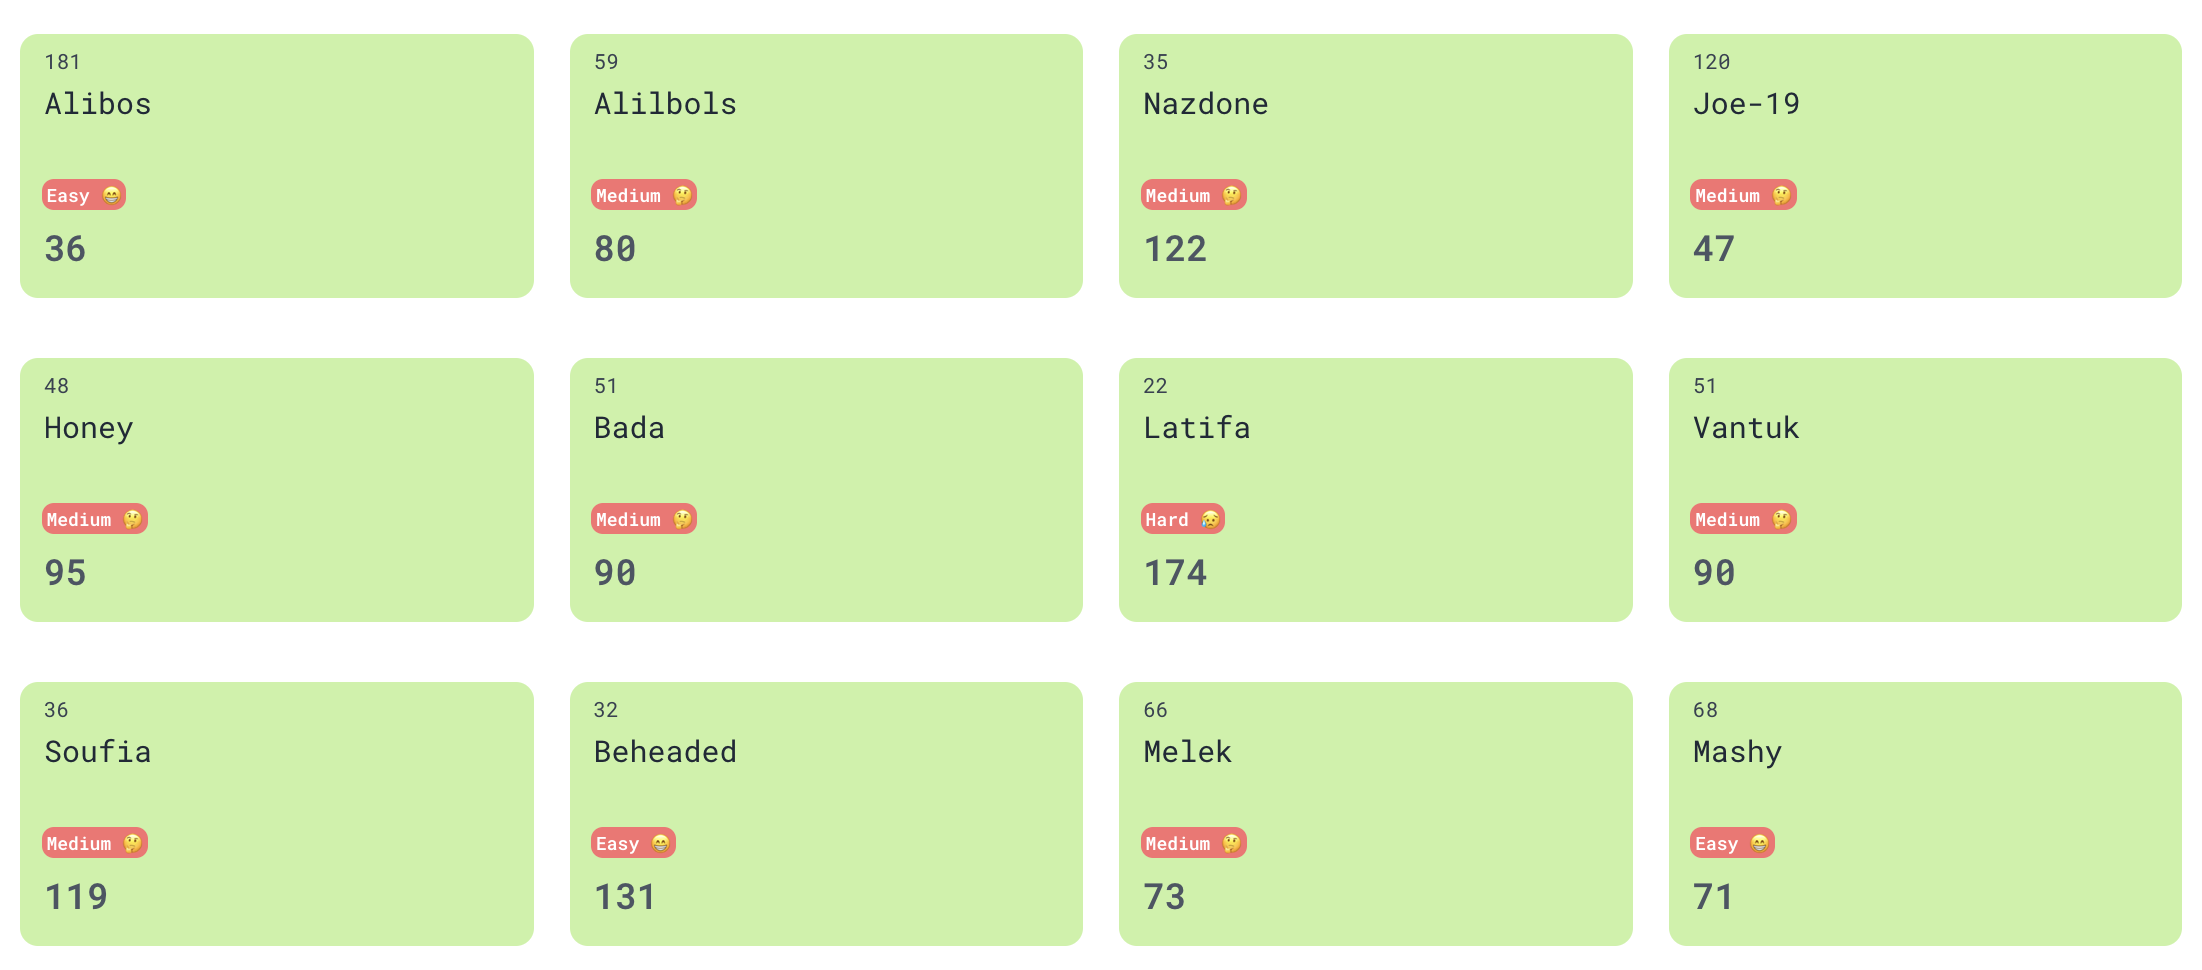 181
Alibos
Easy 😁
36
59
Alilbols
Medium 🤔
80
35
Nazdone
Medium 🤔
122
120
Joe-19
Medium 🤔
47
48
Honey
Medium 🤔
95
51
Bada
Medium 🤔
90
22
Latifa
Hard 😥
174
51
Vantuk
Medium 🤔
90
36
Soufia
Medium 🤔
119
32
Beheaded
Easy 😁
131
66
Melek
Medium 🤔
73
68
Mashy
Easy 😁
71